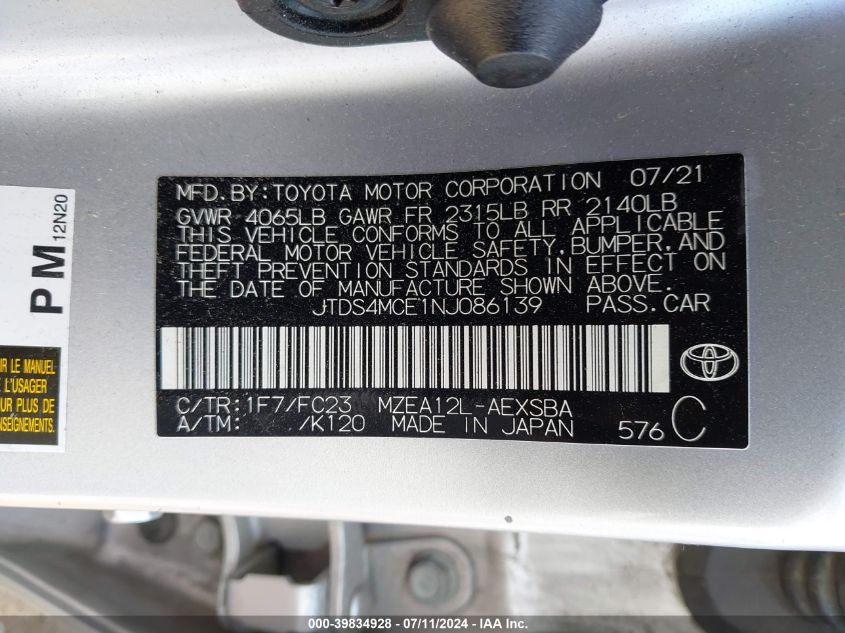 MFD. BY: TOYOTA MOTOR CORPORATION 07/21
GVWR 4065LB GAWR FR 2315LB RR 2140LB
THIS VEHICLE CONFORMS TO ALL APPLICABLE
FEDERAL MOTOR VEHICLE SAFETY, BUMPER, AND
THEFT PREVENTION STANDARDS IN EFFECT ON
THE DATE OF MANUFACTURE SHOWN ABOVE.
JTDS4MCE1NJ086139 PASS. CAR
C/TR: 1F7/FC23 MZEA12L-AEXSBA
A/TM: /K120 MADE IN JAPAN 576 C
PM 12N20
LE MANUEL
L'USAGER
PLUS DE
000-39834928 - 07/11/2024 - IAA Inc.